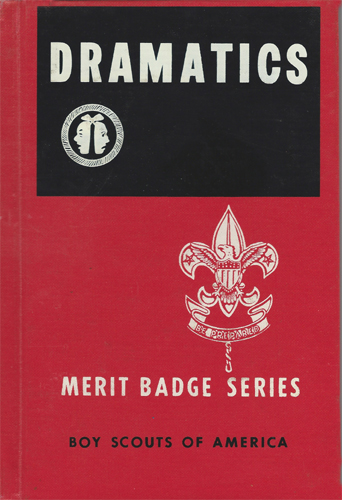 DRAMATICS
BE PREPARED
MERIT BADGE SERIES
BOY SCOUTS OF AMERICA